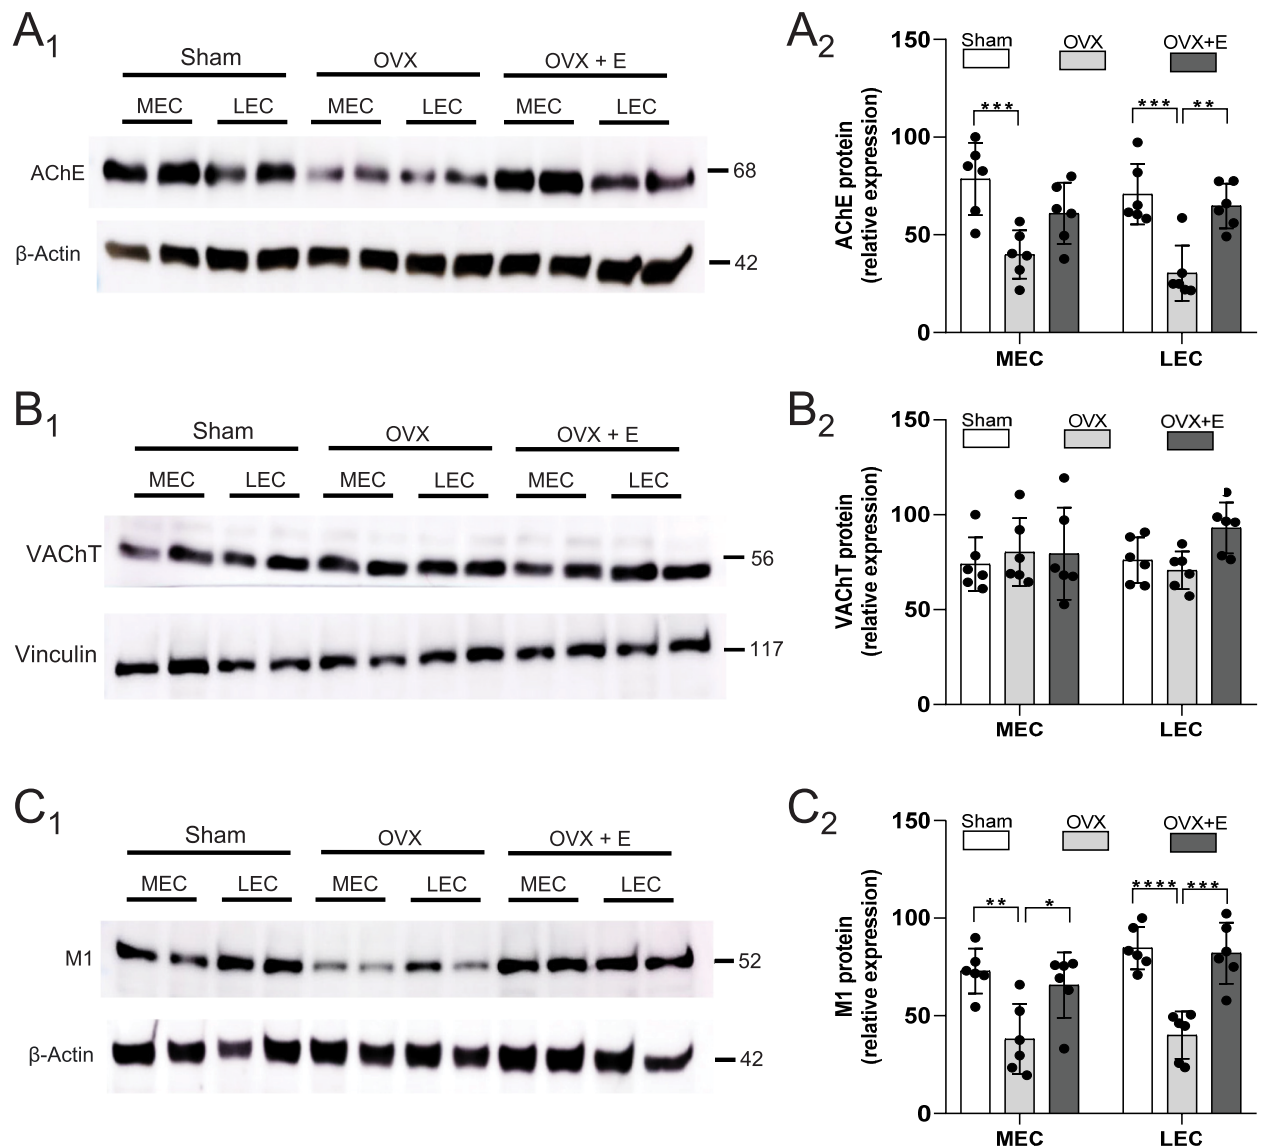 A1
Sham OVX OVX + E
MEC LEC MEC LEC MEC LEC
AChE 68
β-Actin 42
A2
Sham OVX OVX+E
150
100
50
0
AChE protein
(relative expression)
*** *** **
MEC LEC
B1
Sham OVX OVX + E
MEC LEC MEC LEC MEC LEC
VAChT 56
Vinculin 117
B2
Sham OVX OVX+E
150
100
50
0
VAChT protein
(relative expression)
MEC LEC
C1
Sham OVX OVX + E
MEC LEC MEC LEC MEC LEC
M1 52
β-Actin 42
C2
Sham OVX OVX+E
150
100
50
0
M1 protein
(relative expression)
** * **** ***
MEC LEC